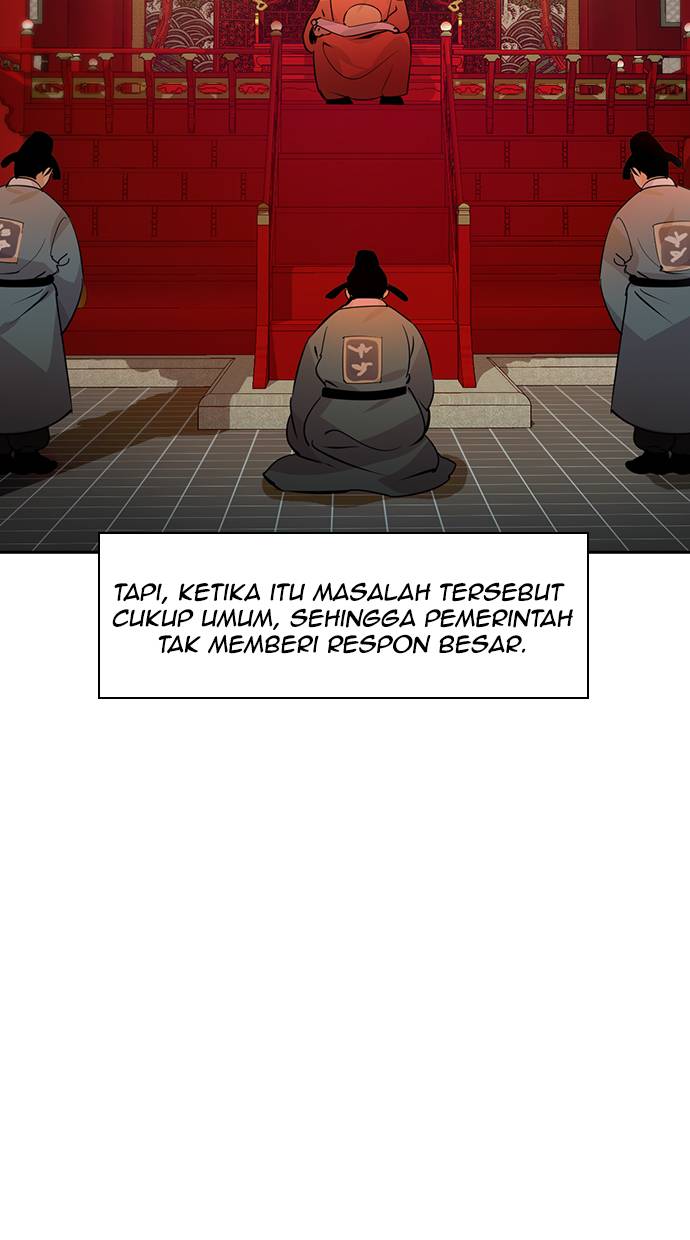 TAPI, KETIKA ITU MASALAH TERSEBUT
CUKUP UMUM, SEHINGGA PEMERINTAH
TAK MEMBERI RESPON BESAR.